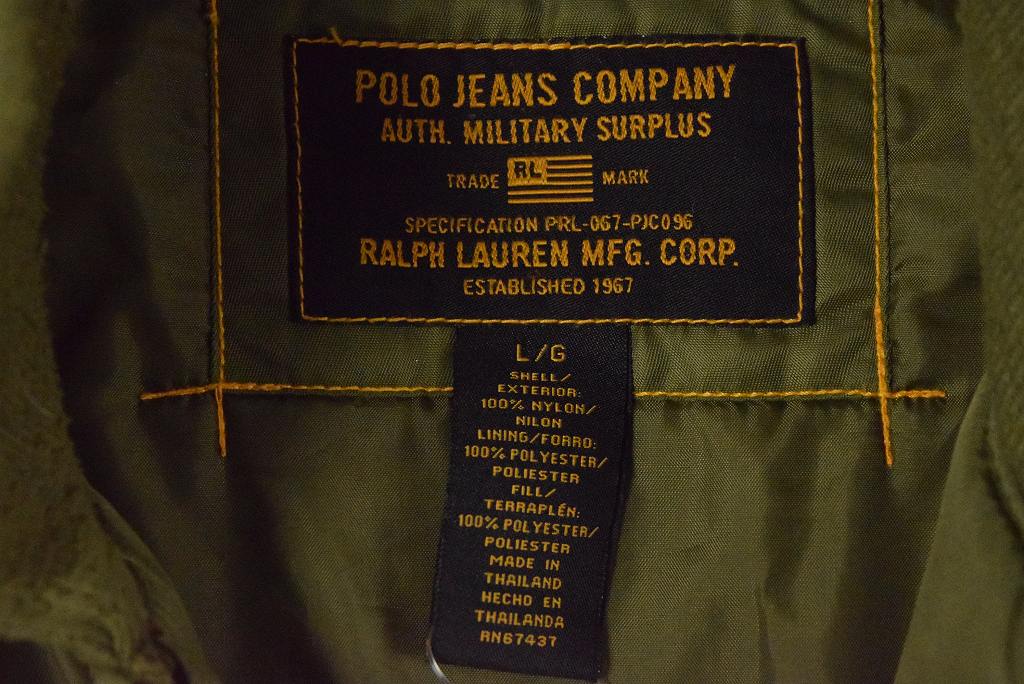 POLO JEANS COMPANY
AUTH. MILITARY SURPLUS
TRADE RL MARK
SPECIFICATION PRL-067-PJC096
RALPH LAUREN MFG. CORP.
ESTABLISHED 1967
L/G
SHELL/
EXTERIOR:
100% NYLON/
NILON
LINING/FORRO:
100% POLYESTER/
POLIESTER
FILL/
TERRAPLÉN:
100% POLYESTER/
POLIESTER
MADE IN
THAILAND
HECHO EN
THAILANDA
RN67437